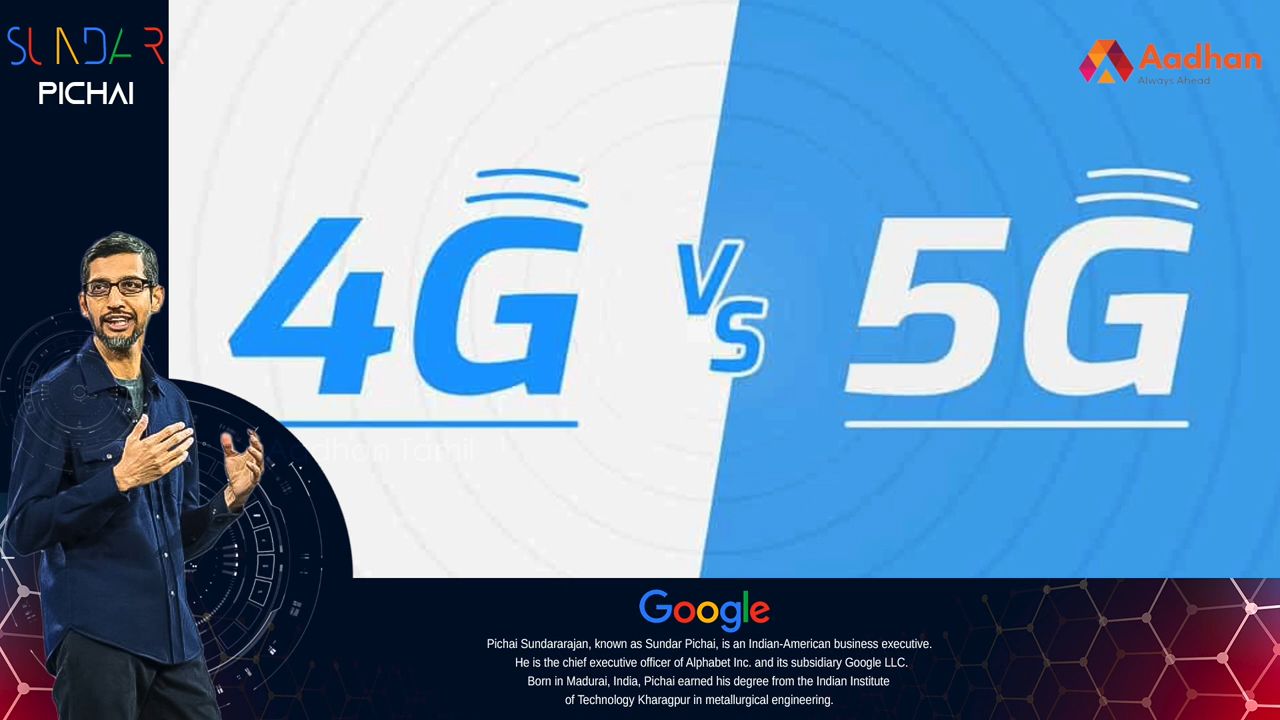 SUNDAR
PICHAI
Aadhan
Always Ahead
4G
VS
5G
Aadhan Tamil
Google
Pichai Sundararajan, known as Sundar Pichai, is an Indian-American business executive.
He is the chief executive officer of Alphabet Inc. and its subsidiary Google LLC.
Born in Madurai, India, Pichai earned his degree from the Indian Institute
of Technology Kharagpur in metallurgical engineering.